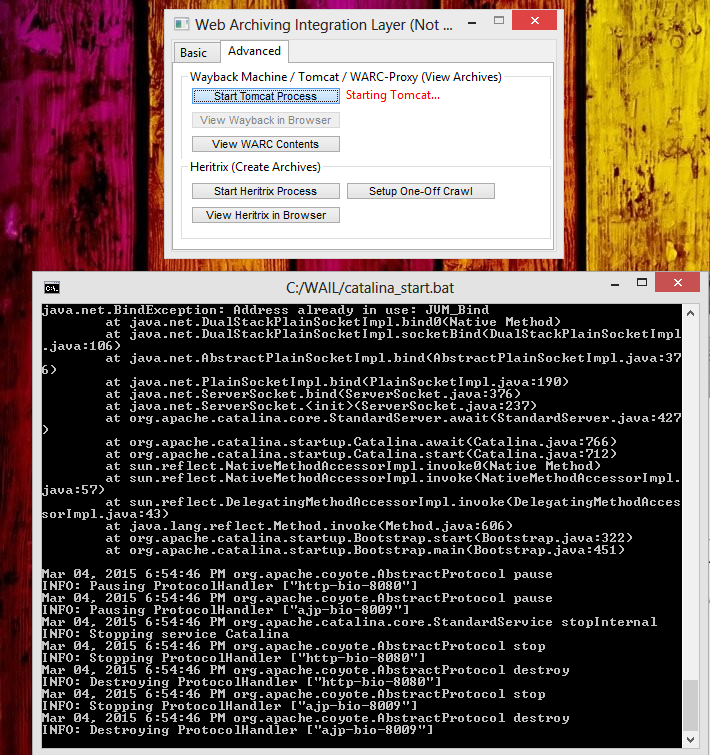 Web Archiving Integration Layer (Not ...
Basic
Advanced
Wayback Machine / Tomcat / WARC-Proxy (View Archives)
Start Tomcat Process
Starting Tomcat...
View Wayback in Browser
View WARC Contents
Heritrix (Create Archives)
Start Heritrix Process
Setup One-Off Crawl
View Heritrix in Browser
C:\.
C:/WAIL/catalina_start.bat
java.net.BindException: Address already in use: JVM_Bind
at java.net.DualStackPlainSocketImpl.bind0(Native Method)
at java.net.DualStackPlainSocketImpl.socketBind(DualStackPlainSocketImpl
.java:106)
at java.net.AbstractPlainSocketImpl.bind(AbstractPlainSocketImpl.java:37
6)
at java.net.PlainSocketImpl.bind(PlainSocketImpl.java:190)
at java.net.ServerSocket.bind(ServerSocket.java:376)
at java.net.ServerSocket.(init)(ServerSocket.java:237)
at org.apache.catalina.core.StandardServer.await(StandardServer.java:427
)
at org.apache.catalina.startup.Catalina.await(Catalina.java:766)
at org.apache.catalina.startup.Catalina.start(Catalina.java:712)
at sun.reflect.NativeMethodAccessorImpl.invoke0(Native Method)
at sun.reflect.NativeMethodAccessorImpl.invoke(NativeMethodAccessorImpl.
java:57)
at sun.reflect.DelegatingMethodAccessorImpl.invoke(DelegatingMethodAcces
sorImpl.java:43)
at java.lang.reflect.Method.invoke(Method.java:606)
at org.apache.catalina.startup.Bootstrap.start(Bootstrap.java:322)
at org.apache.catalina.startup.Bootstrap.main(Bootstrap.java:451)
Mar 04, 2015 6:54:46 PM org.apache.coyote.AbstractProtocol pause
INFO: Pausing ProtocolHandler ["http-bio-8080"]
Mar 04, 2015 6:54:46 PM org.apache.coyote.AbstractProtocol pause
INFO: Pausing ProtocolHandler ["ajp-bio-8009"]
Mar 04, 2015 6:54:46 PM org.apache.catalina.core.StandardService stopInternal
INFO: Stopping service Catalina
Mar 04, 2015 6:54:46 PM org.apache.coyote.AbstractProtocol stop
INFO: Stopping ProtocolHandler ["http-bio-8080"]
Mar 04, 2015 6:54:46 PM org.apache.coyote.AbstractProtocol destroy
INFO: Destroying ProtocolHandler ["http-bio-8080"]
Mar 04, 2015 6:54:46 PM org.apache.coyote.AbstractProtocol stop
INFO: Stopping ProtocolHandler ["ajp-bio-8009"]
Mar 04, 2015 6:54:46 PM org.apache.coyote.AbstractProtocol destroy
INFO: Destroying ProtocolHandler ["ajp-bio-8009"]